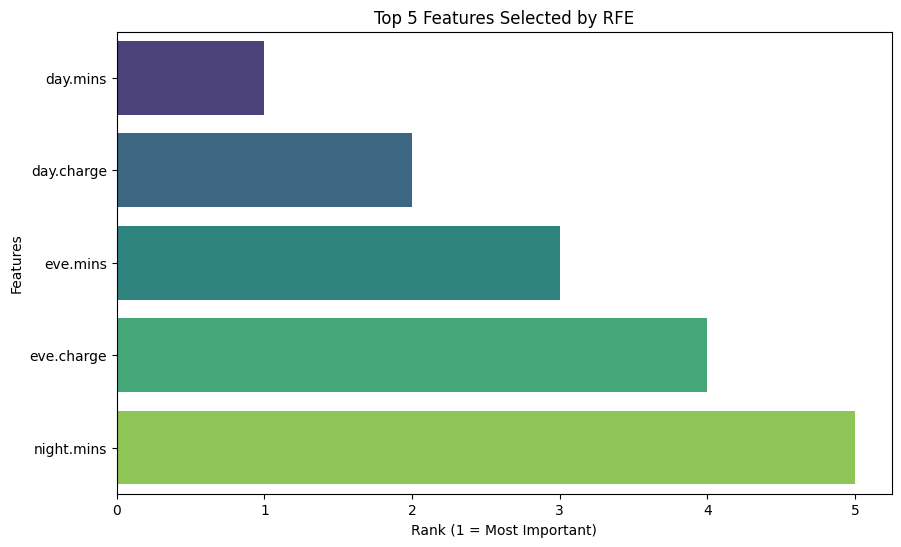 Top 5 Features Selected by RFE
day.mins
day.charge
eve.mins
eve.charge
night.mins
Features
0 1 2 3 4 5
Rank (1 = Most Important)